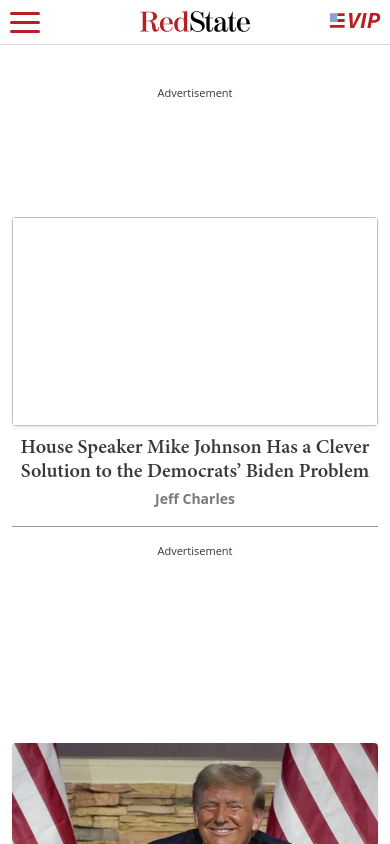 RedState
VIP
Advertisement
House Speaker Mike Johnson Has a Clever
Solution to the Democrats’ Biden Problem
Jeff Charles
Advertisement